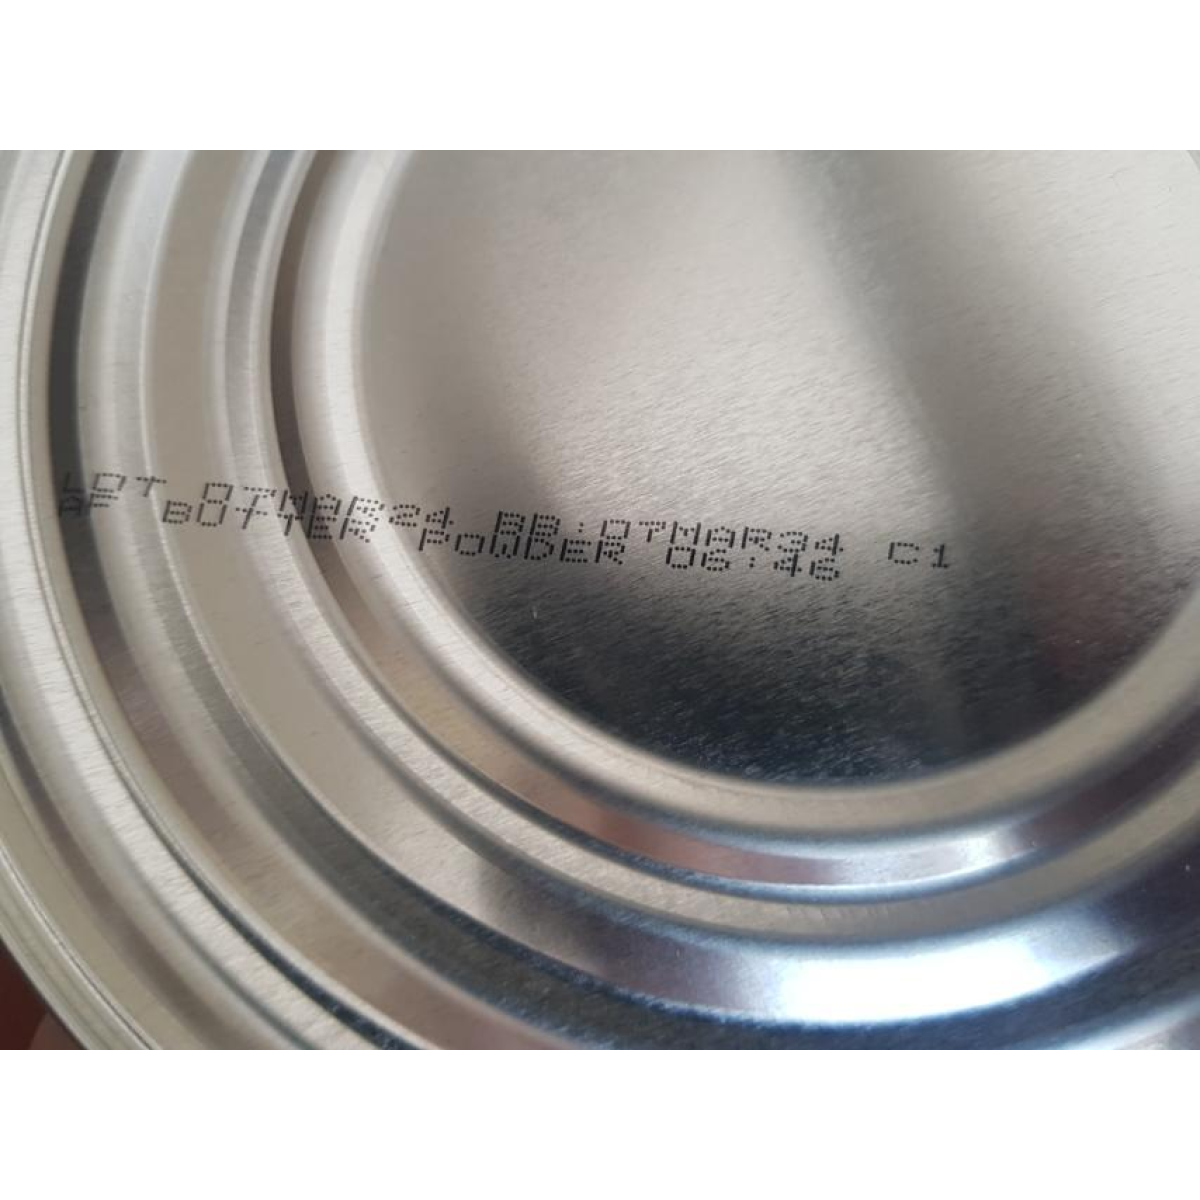 LOT 07MAR24 BB:07MAR34 C1
AF BUTTER POWDER 06:46